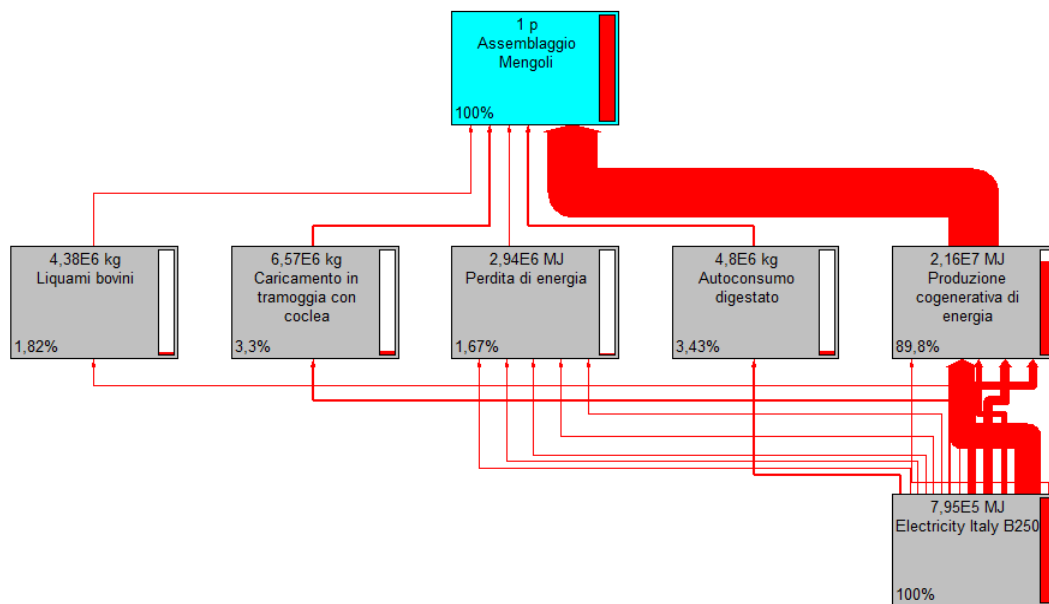 1 p
Assemblaggio
Mengoli
100%
4,38E6 kg
Liquami bovini
1,82%
6,57E6 kg
Caricamento in
tramoggia con
coclea
3,3%
2,94E6 MJ
Perdita di energia
1,67%
4,8E6 kg
Autoconsumo
digestato
3,43%
2,16E7 MJ
Produzione
cogenerativa di
energia
89,8%
7,95E5 MJ
Electricity Italy B250
100%